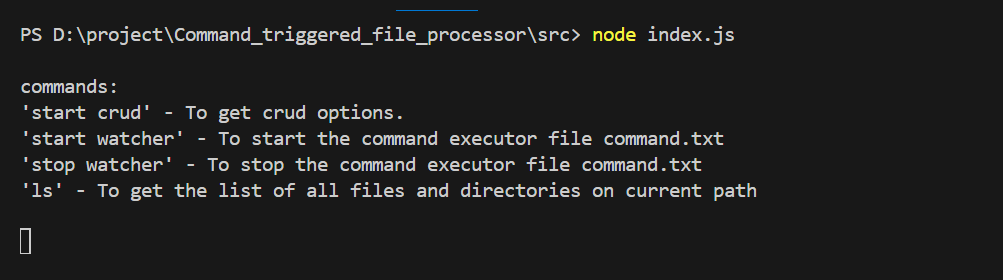 PS D:\project\Command_triggered_file_processor\src> node index.js
commands:
'start crud' - To get crud options.
'start watcher' - To start the command executor file command.txt
'stop watcher' - To stop the command executor file command.txt
'ls' - To get the list of all files and directories on current path